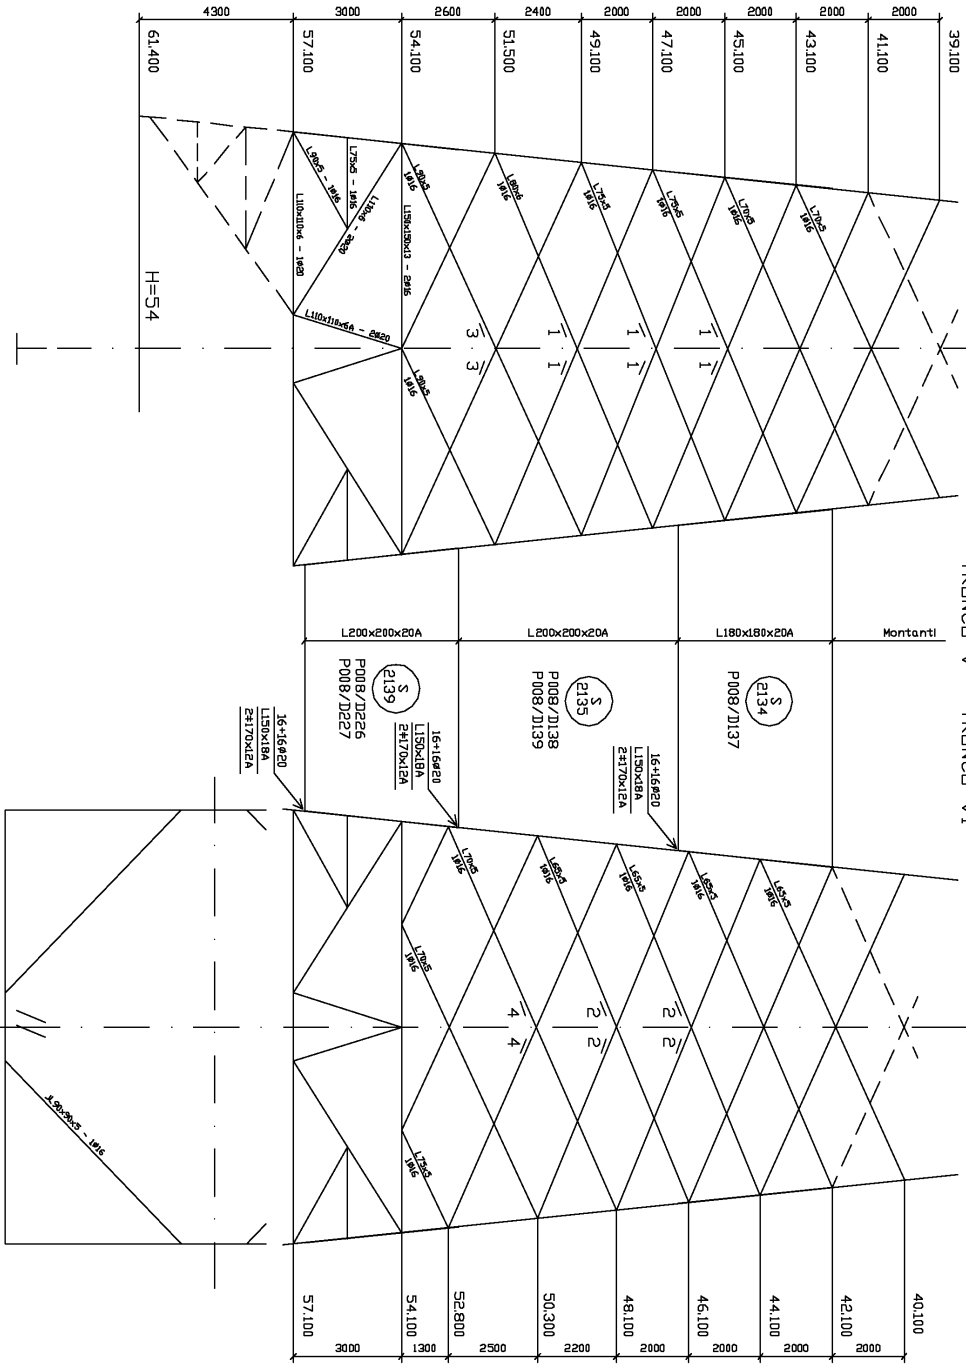 4300
3000
2600
2400
2000
2000
2000
2000
2000
61.400
57.100
54.100
51.500
49.100
47.100
45.100
43.100
41.100
39.100
L90x5 - 1Ø16
L75x5 - 1Ø16
L110x6 - 2Ø20
L110x110x6 - 1Ø20
L150x150x13 - 2Ø16
L110x110x6A - 2Ø20
L90x5
1Ø16
L80x6
1Ø16
L75x5
1Ø16
L75x5
1Ø16
L70x5
1Ø16
L70x5
1Ø16
L90x5
1Ø16
H=54
3 3
1 1
1 1
1 1
L200x200x20A
L200x200x20A
L180x180x20A
Montanti
S
2139
P008/D226
P008/D227
S
2135
P008/D138
P008/D139
S
2134
P008/D137
16+16Ø20
L150x18A
2≠170x12A
16+16Ø20
L150x18A
2≠170x12A
16+16Ø20
L150x18A
2≠170x12A
L70x5
1Ø16
L65x5
1Ø16
L65x5
1Ø16
L65x5
1Ø16
L65x5
1Ø16
L70x5
1Ø16
L75x5
1Ø16
4 4
2 2
2 2
JL90x90x5 - 1Ø16
57.100
54.100
52.800
50.300
48.100
46.100
44.100
42.100
40.100
3000
1300
2500
2200
2000
2000
2000
2000